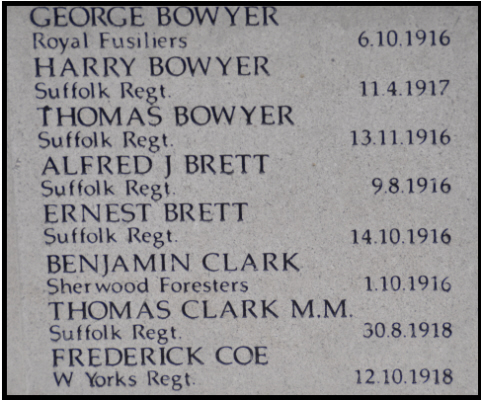 GEORGE BOWYER
Royal Fusiliers 6.10.1916
HARRY BOWYER
Suffolk Regt. 11.4.1917
THOMAS BOWYER
Suffolk Regt. 13.11.1916
ALFRED J BRETT
Suffolk Regt. 9.8.1916
ERNEST BRETT
Suffolk Regt. 14.10.1916
BENJAMIN CLARK
Sherwood Foresters 1.10.1916
THOMAS CLARK M.M.
Suffolk Regt. 30.8.1918
FREDERICK COE
W Yorks Regt. 12.10.1918